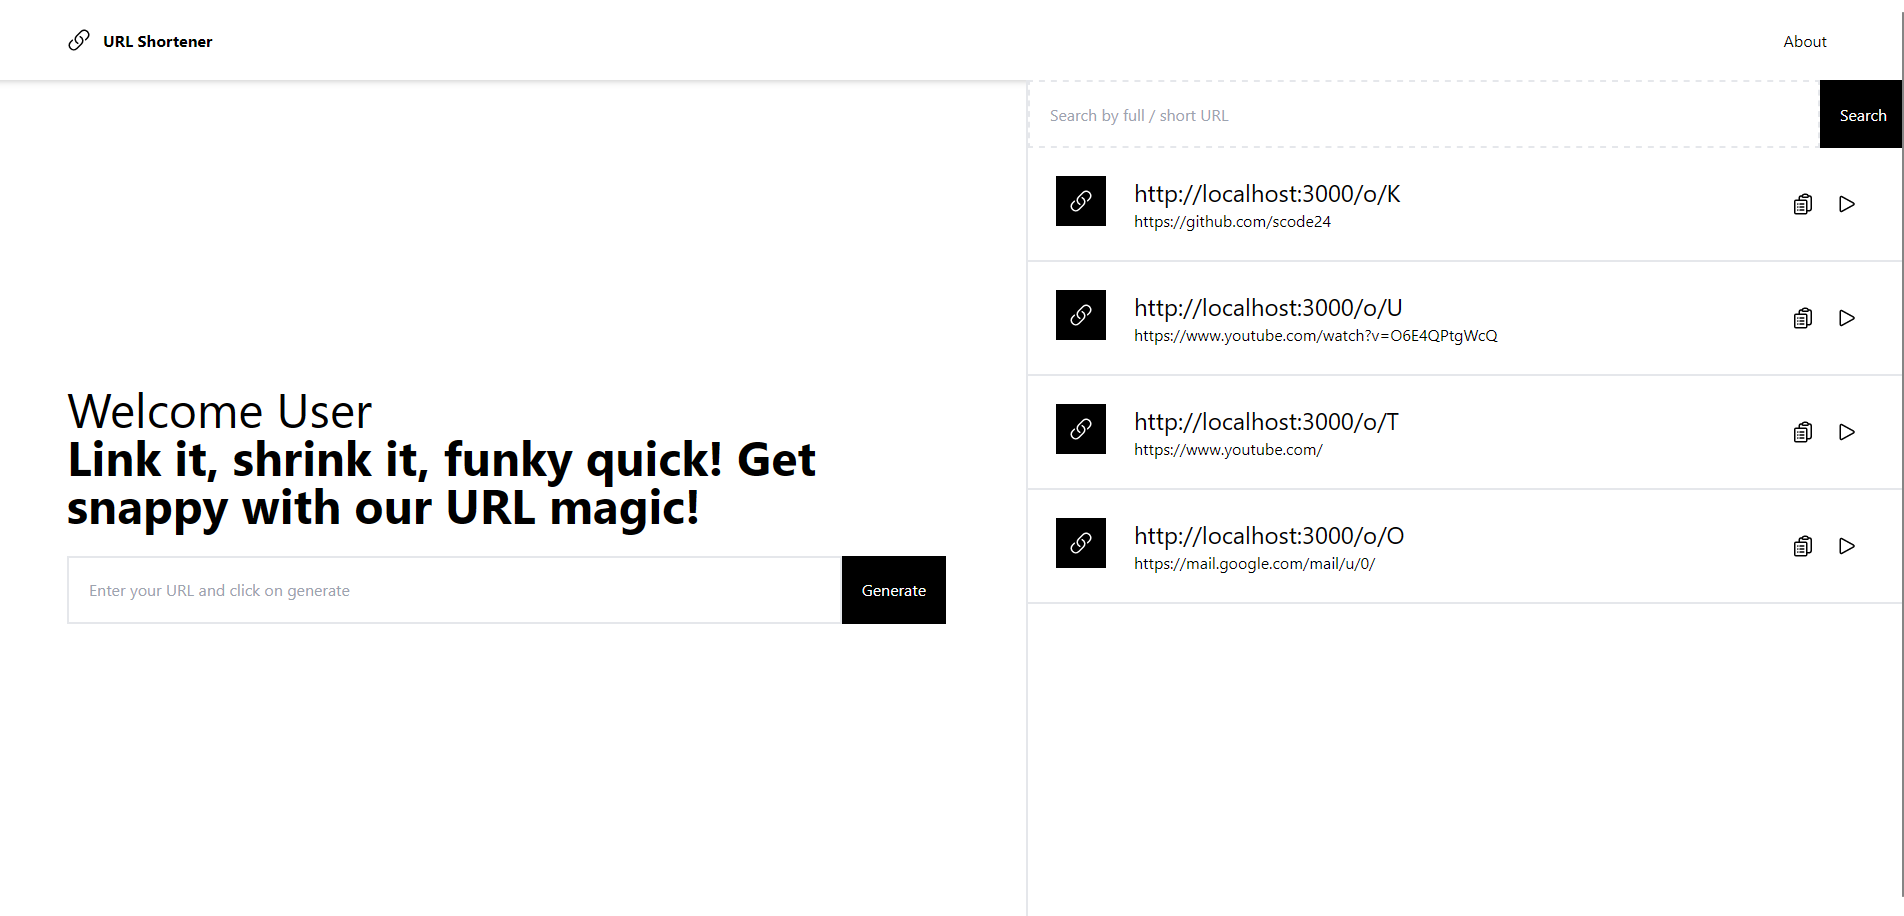 URL Shortener
About
Welcome User
Link it, shrink it, funky quick! Get
snappy with our URL magic!
Enter your URL and click on generate
Generate
Search by full / short URL
Search
http://localhost:3000/o/K
https://github.com/scode24
http://localhost:3000/o/U
https://www.youtube.com/watch?v=O6E4QPtgWcQ
http://localhost:3000/o/T
https://www.youtube.com/
http://localhost:3000/o/O
https://mail.google.com/mail/u/0/